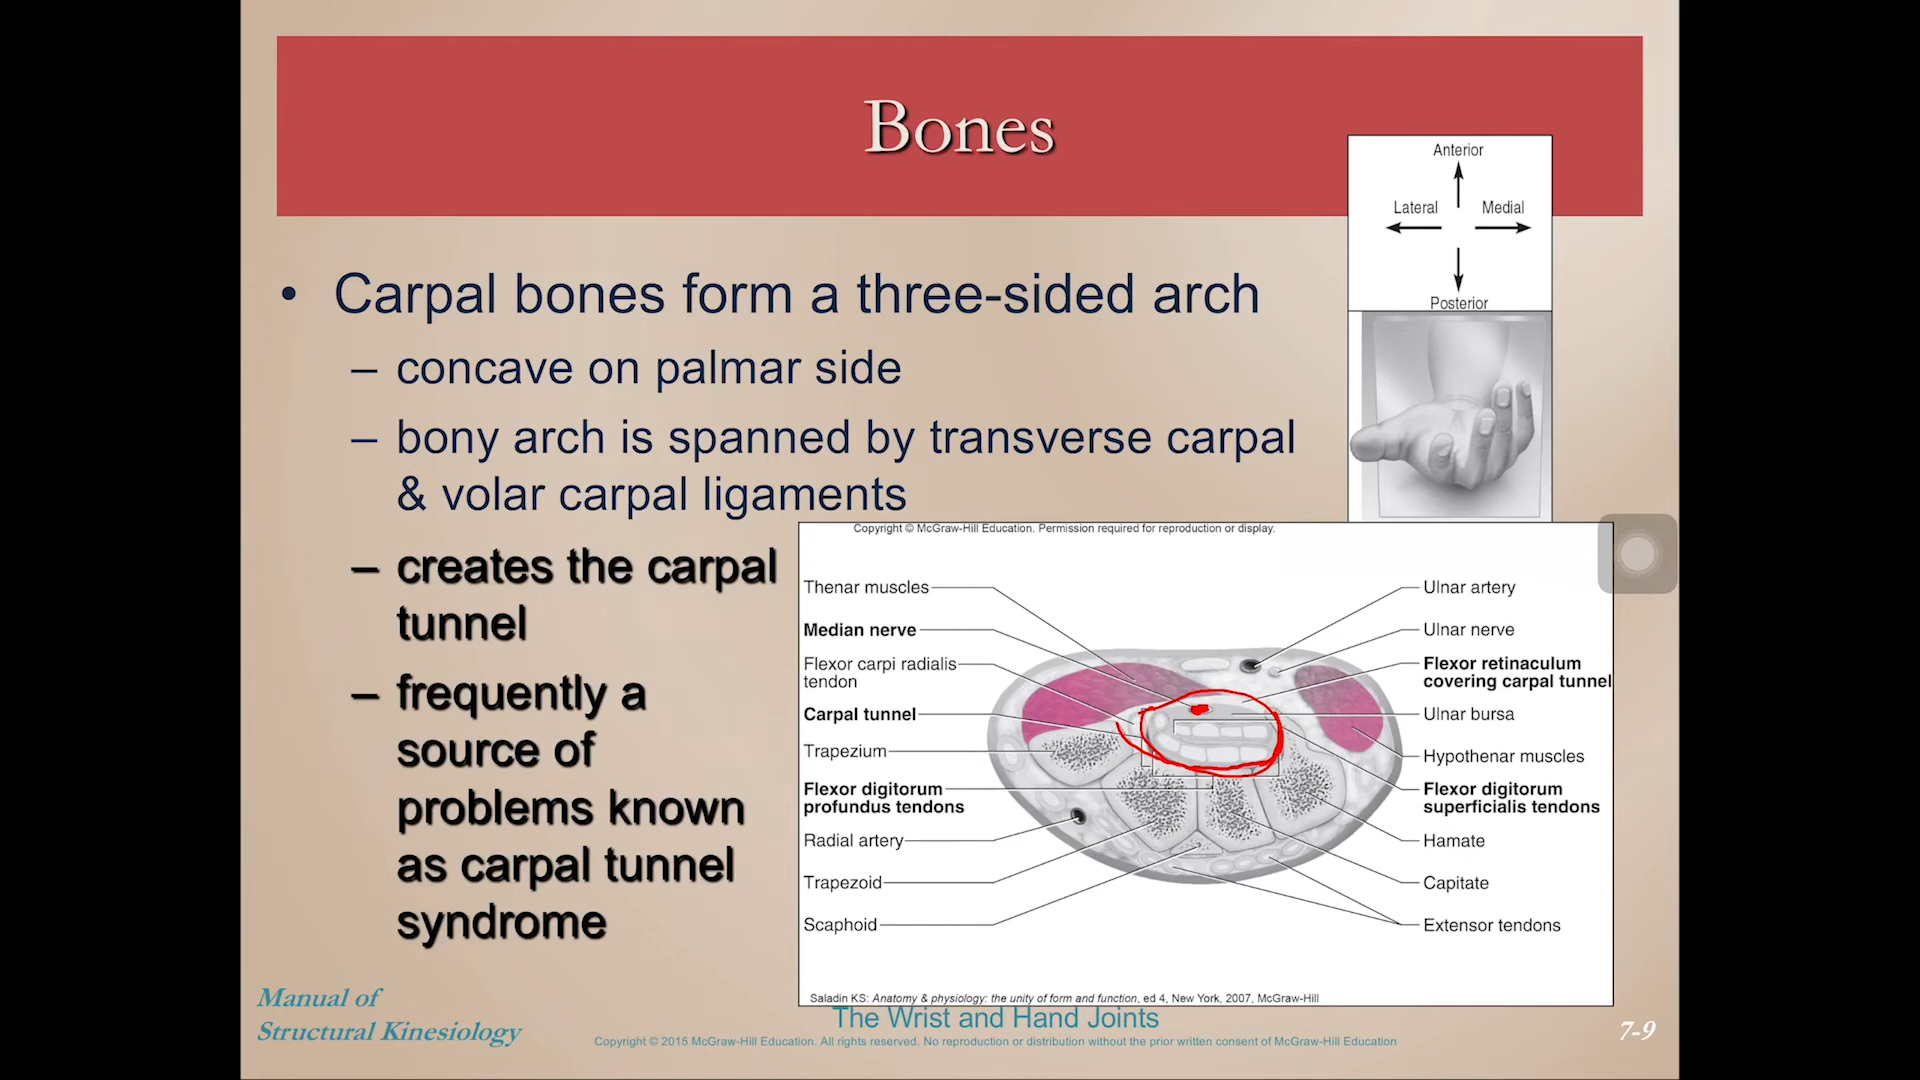 Bones
Anterior
Lateral Medial
Posterior
• Carpal bones form a three-sided arch
– concave on palmar side
– bony arch is spanned by transverse carpal
& volar carpal ligaments
– creates the carpal
tunnel
– frequently a
source of
problems known
as carpal tunnel
syndrome
Copyright © McGraw-Hill Education. Permission required for reproduction or display.
Thenar muscles
Median nerve
Flexor carpi radialis
tendon
Carpal tunnel
Trapezium
Flexor digitorum
profundus tendons
Radial artery
Trapezoid
Scaphoid
Ulnar artery
Ulnar nerve
Flexor retinaculum
covering carpal tunnel
Ulnar bursa
Hypothenar muscles
Flexor digitorum
superficialis tendons
Hamate
Capitate
Extensor tendons
Saladin KS: Anatomy & physiology: the unity of form and function, ed 4, New York, 2007, McGraw-Hill
Manual of
Structural Kinesiology
The Wrist and Hand Joints
Copyright © 2015 McGraw-Hill Education. All rights reserved. No reproduction or distribution without the prior written consent of McGraw-Hill Education
7-9